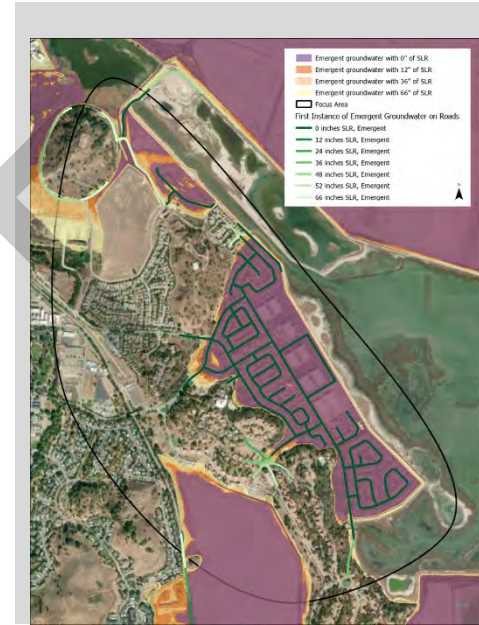 Emergent groundwater with 0" of SLR
Emergent groundwater with 12" of SLR
Emergent groundwater with 36" of SLR
Emergent groundwater with 66" of SLR
Focus Area
First Instance of Emergent Groundwater on Roads
0 inches SLR, Emergent
12 inches SLR, Emergent
24 inches SLR, Emergent
36 inches SLR, Emergent
48 inches SLR, Emergent
52 inches SLR, Emergent
66 inches SLR, Emergent